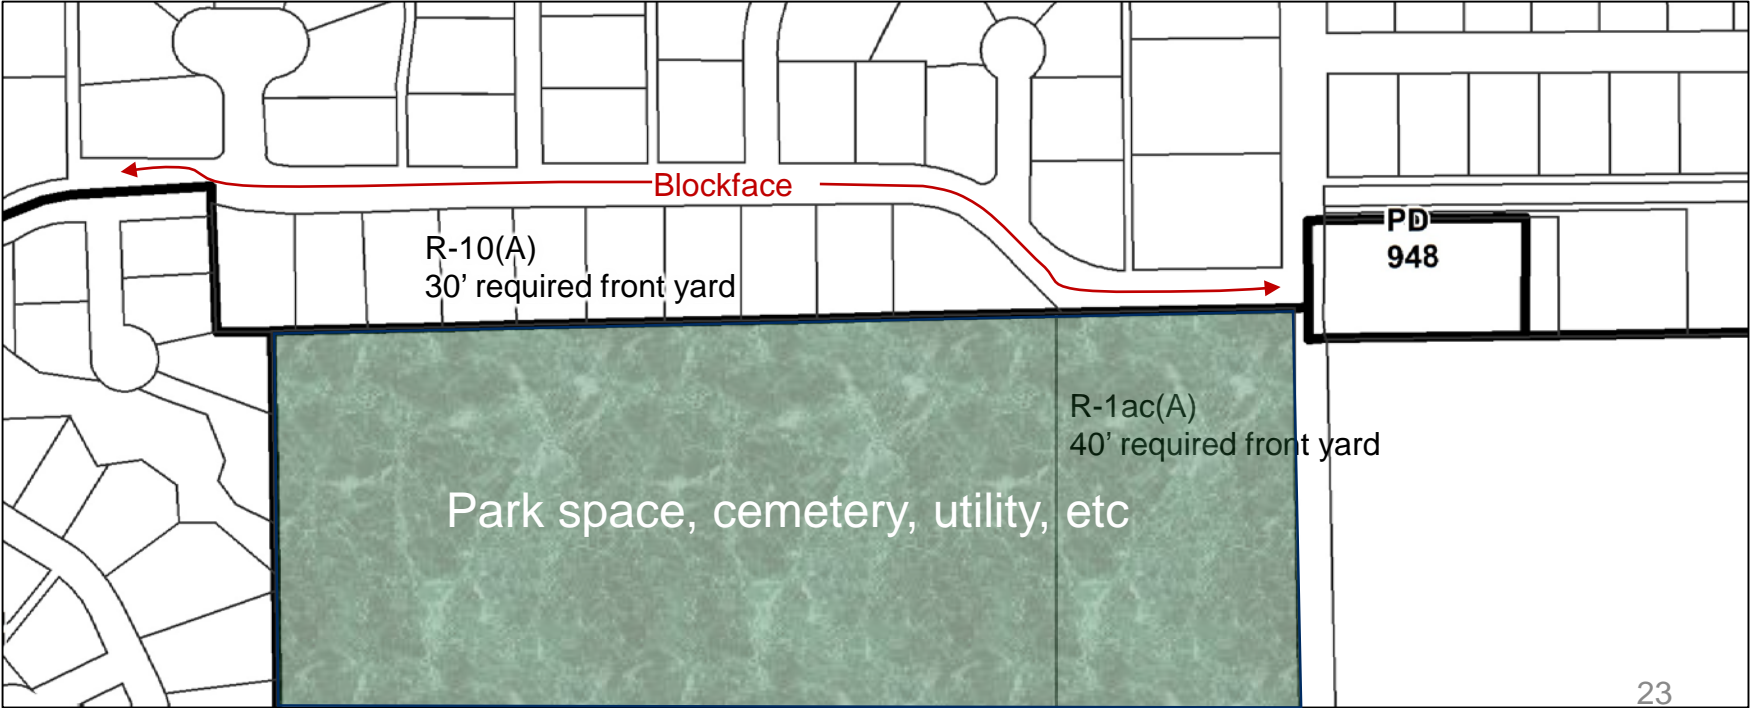 Blockface
PD
948
R-10(A)
30’ required front yard
R-1ac(A)
40’ required front yard
Park space, cemetery, utility, etc
23